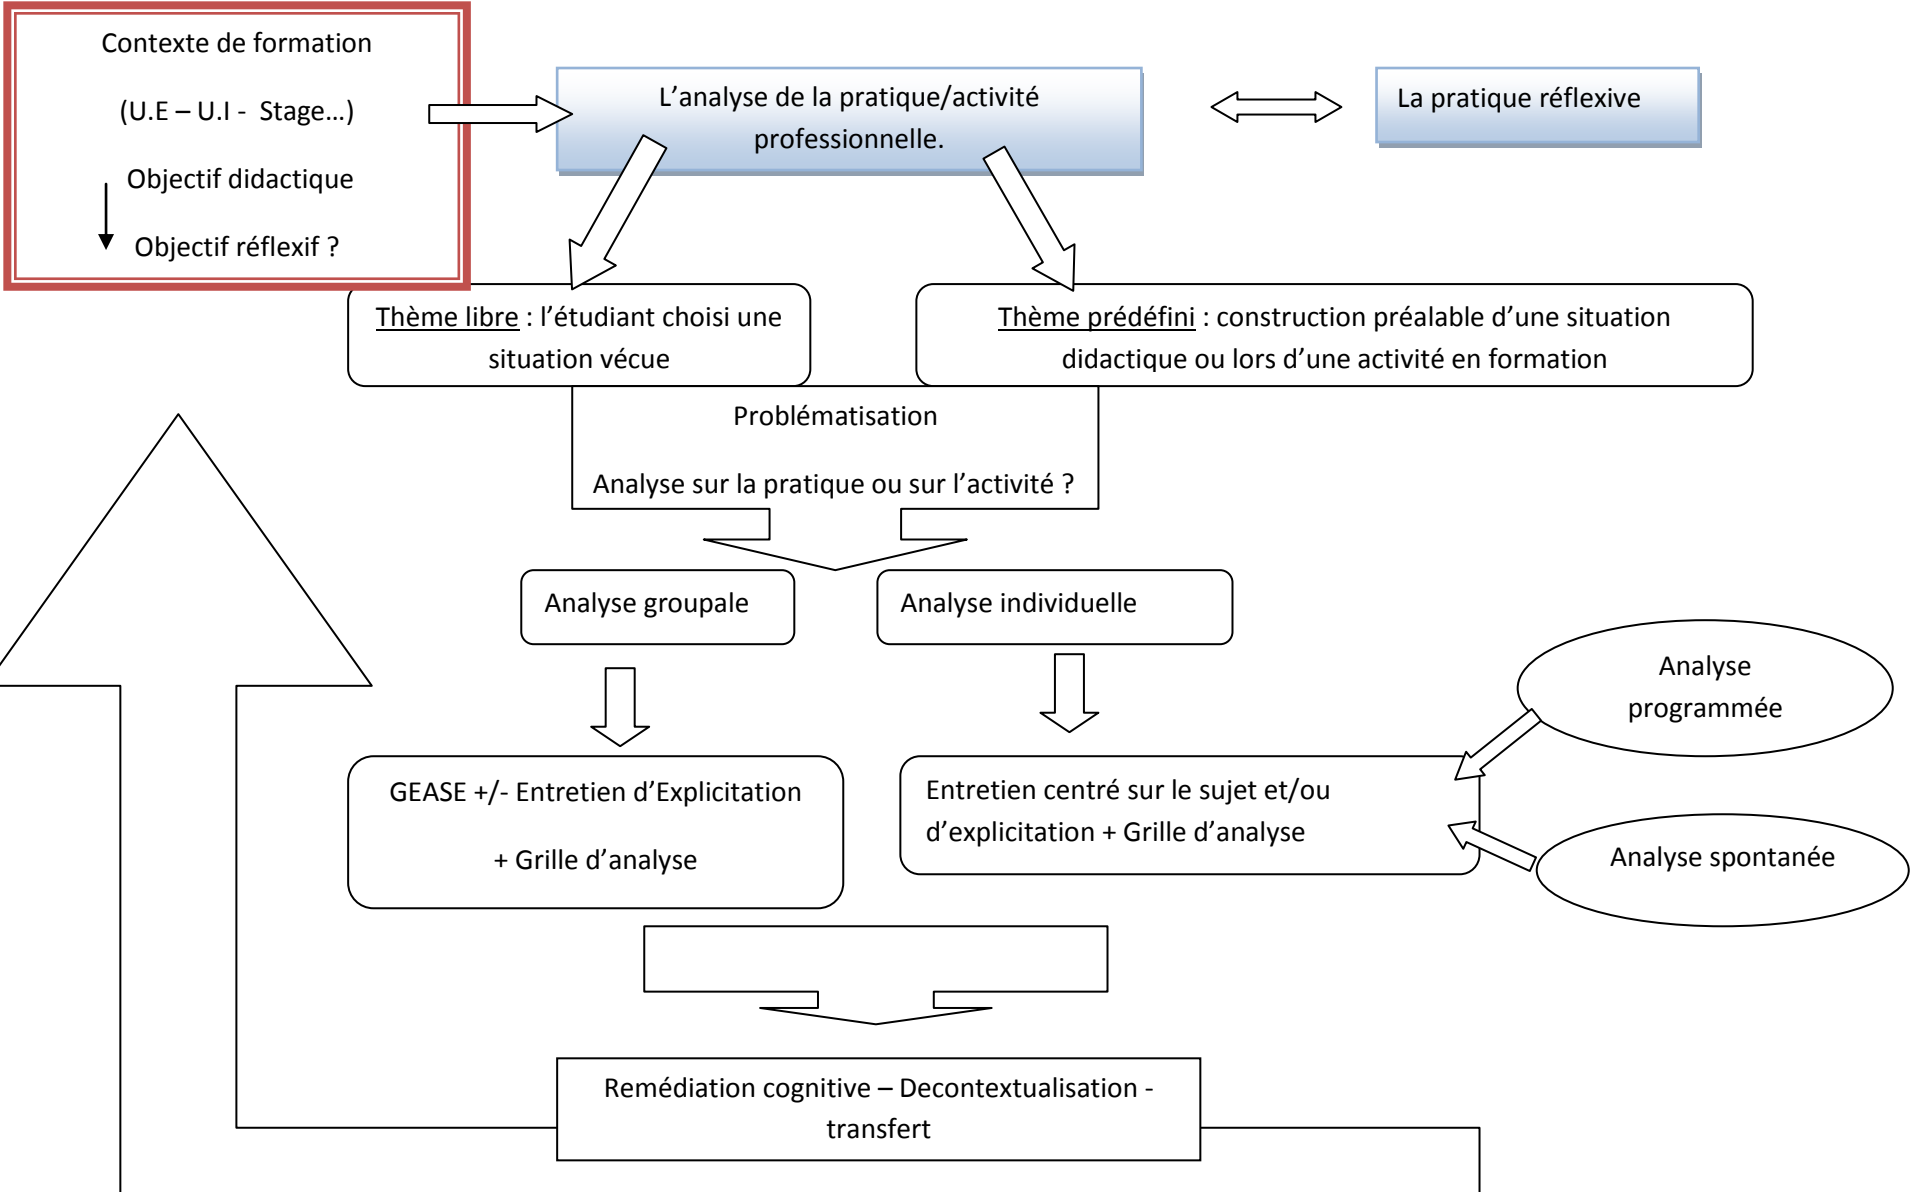 Contexte de formation
(U.E – U.I - Stage…)
Objectif didactique
Objectif réflexif ?
L’analyse de la pratique/activité
professionnelle.
La pratique réflexive
Thème libre : l’étudiant choisi une
situation vécue
Thème prédéfini : construction préalable d’une situation
didactique ou lors d’une activité en formation
Problématisation
Analyse sur la pratique ou sur l’activité ?
Analyse groupale
Analyse individuelle
Analyse
programmée
GEASE +/- Entretien d’Explicitation
+ Grille d’analyse
Entretien centré sur le sujet et/ou
d’explicitation + Grille d’analyse
Analyse spontanée
Remédiation cognitive – Decontextualisation -
transfert